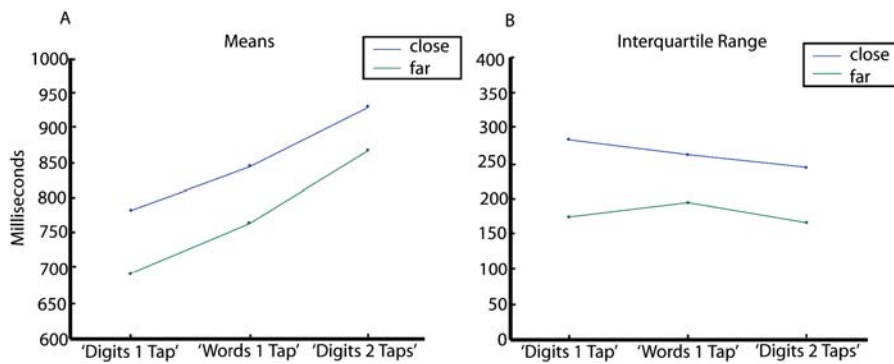 A
Means
close
far
1000
950
900
850
800
750
700
650
600
Milliseconds
'Digits 1 Tap'
'Words 1 Tap'
'Digits 2 Taps'
B
Interquartile Range
close
far
400
350
300
250
200
150
100
50
0
'Digits 1 Tap'
'Words 1 Tap'
'Digits 2 Taps'